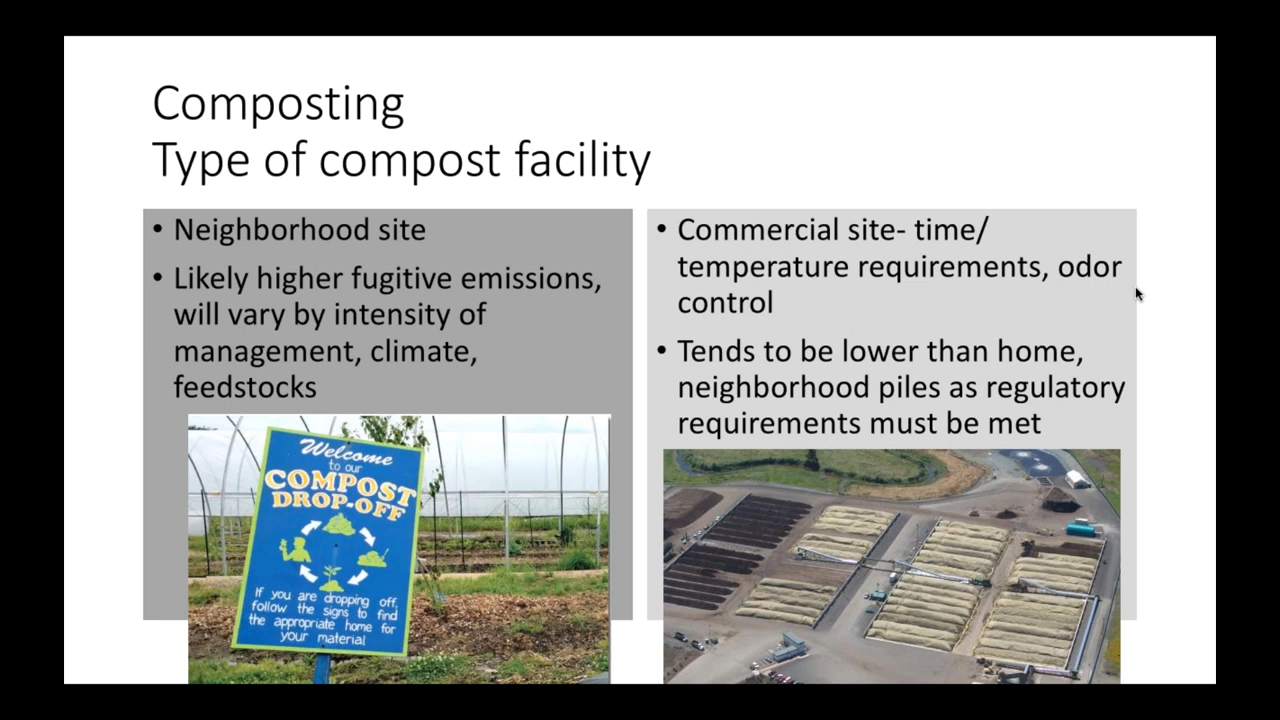 Composting
Type of compost facility
• Neighborhood site
• Likely higher fugitive emissions,
will vary by intensity of
management, climate,
feedstocks
Welcome
to our
COMPOST
DROP-OFF
If you are dropping off,
follow the signs to find
the appropriate home for
your material
• Commercial site- time/
temperature requirements, odor
control
• Tends to be lower than home,
neighborhood piles as regulatory
requirements must be met